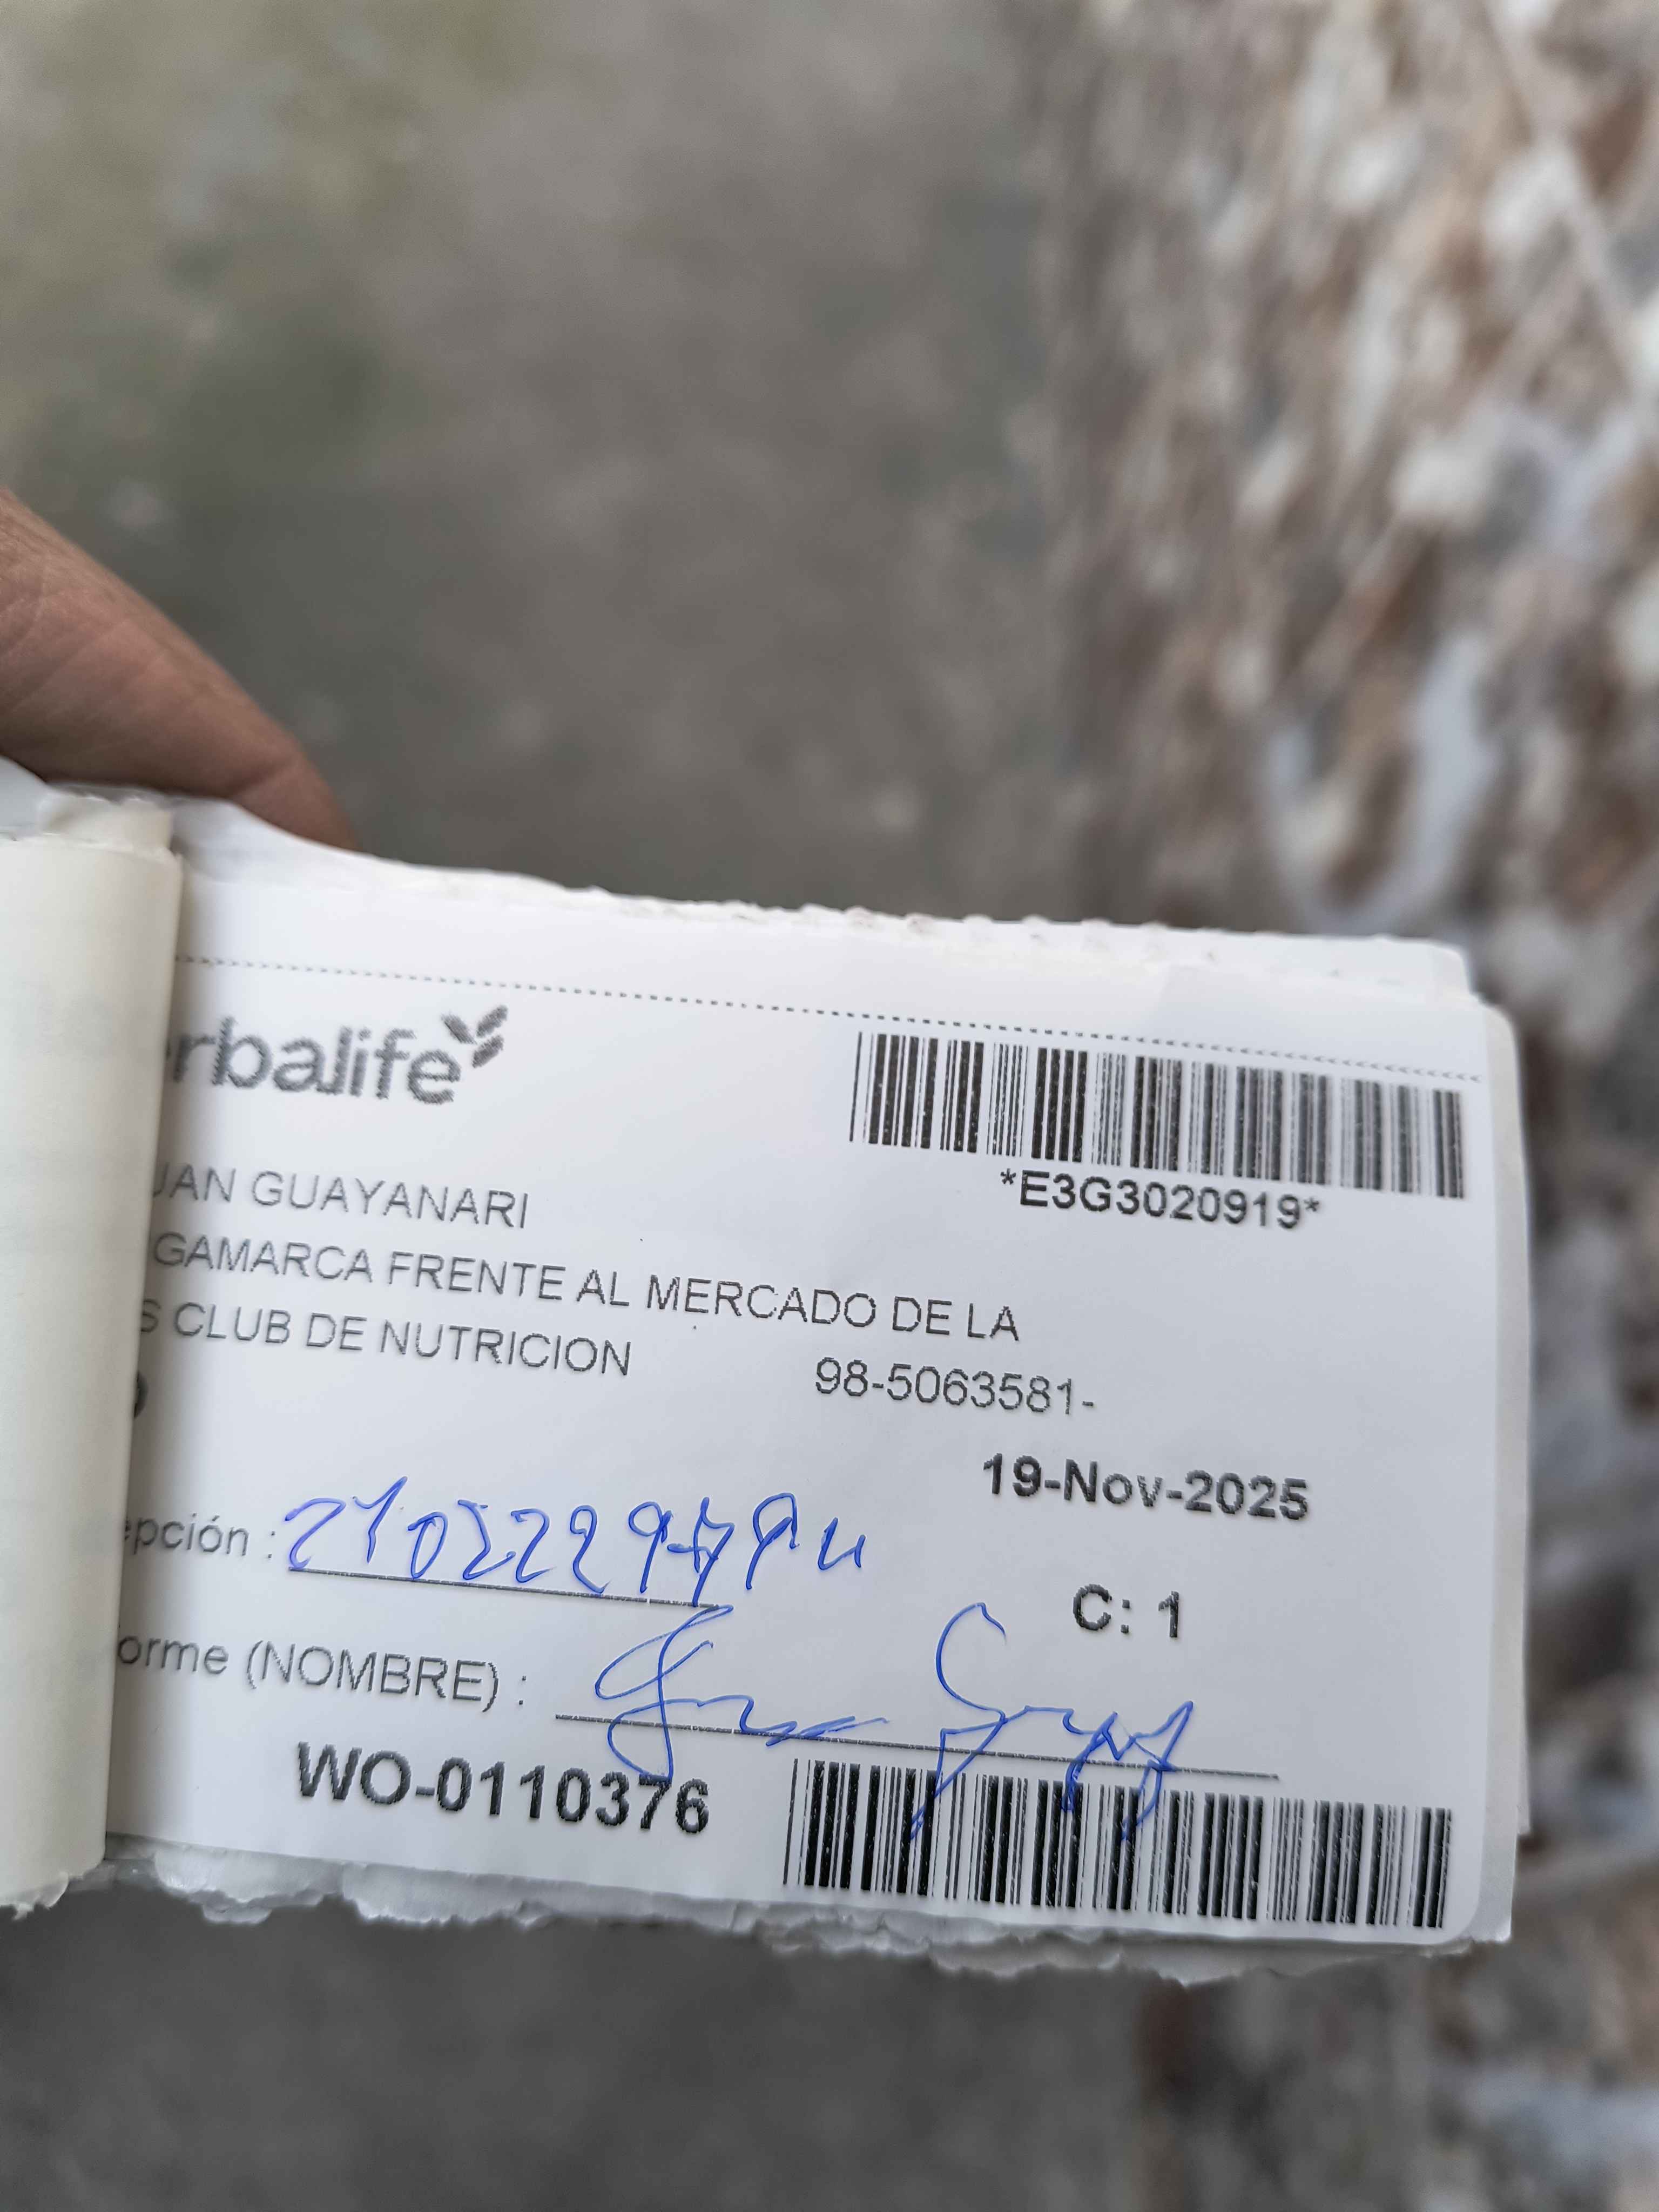 erbalife
*E3G3020919*
UAN GUAYANARI
GAMARCA FRENTE AL MERCADO DE LA
S CLUB DE NUTRICION
98-5063581-
19-Nov-2025
epción :
C: 1
orme (NOMBRE) :
WO-0110376